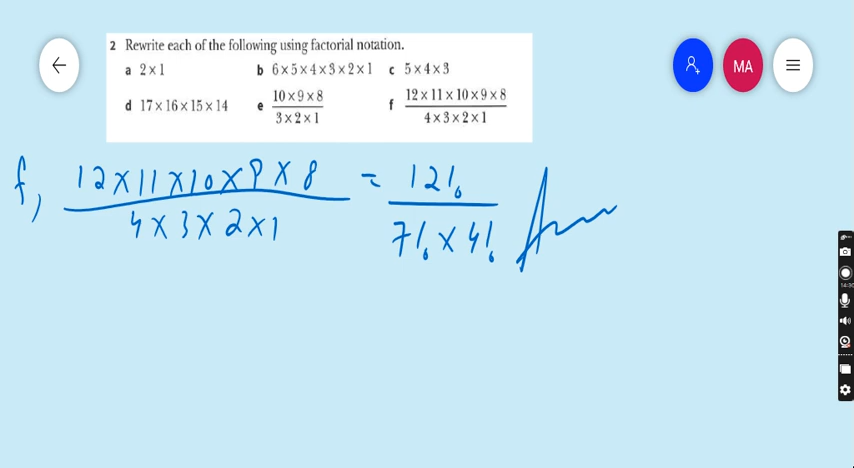 2 Rewrite each of the following using factorial notation.
a 2×1 b 6×5×4×3×2×1 c 5×4×3
d 17×16×15×14 e 10×9×8 / 3×2×1 f 12×11×10×9×8 / 4×3×2×1
MA
f, 12×11×10×9×8 / 4×3×2×1 = 12! / 7!×4!